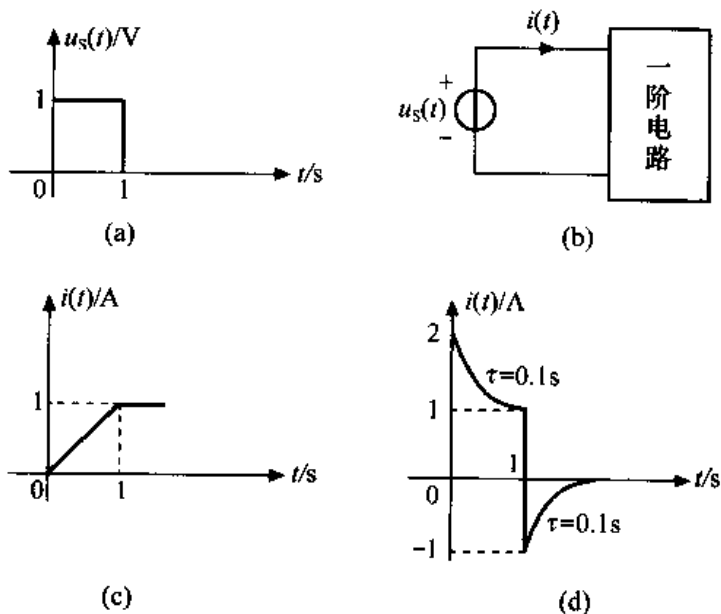 u_S(t)/V
1
0
1
t/s
(a)
i(t)
+
u_S(t)
−
一阶电路
(b)
i(t)/A
1
0
1
t/s
(c)
i(t)/A
2
τ=0.1s
1
1
0
t/s
τ=0.1s
−1
(d)